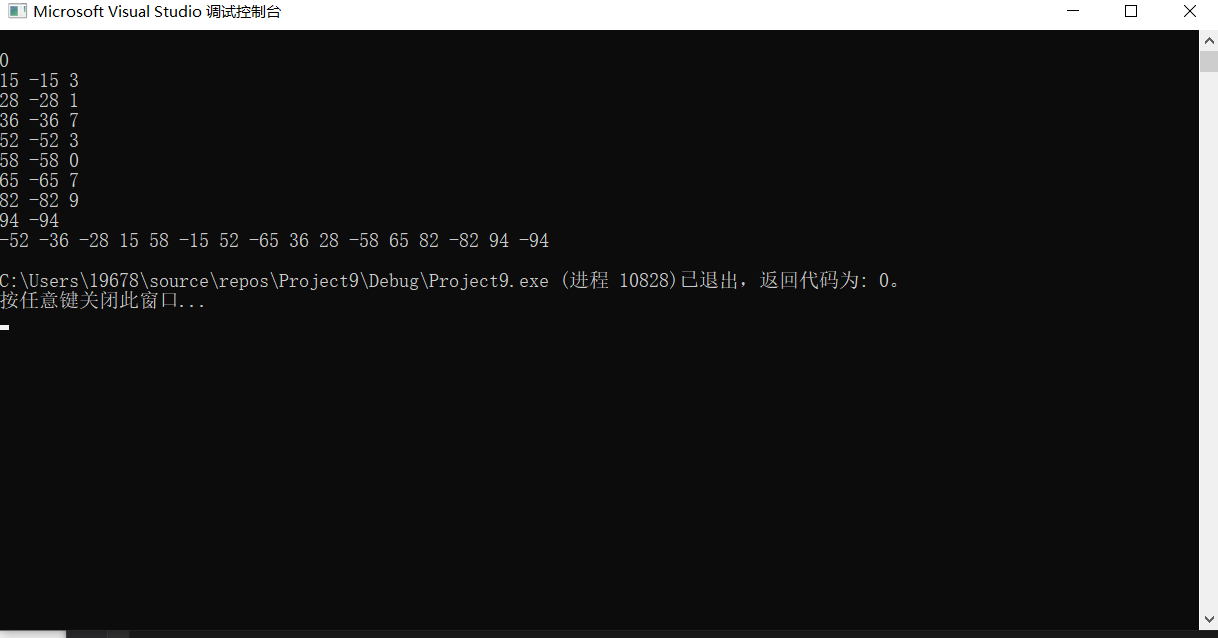 Microsoft Visual Studio 调试控制台
0
15 -15 3
28 -28 1
36 -36 7
52 -52 3
58 -58 0
65 -65 7
82 -82 9
94 -94
-52 -36 -28 15 58 -15 52 -65 36 28 -58 65 82 -82 94 -94
C:\Users\19678\source\repos\Project9\Debug\Project9.exe (进程 10828)已退出，返回代码为: 0。
按任意键关闭此窗口...